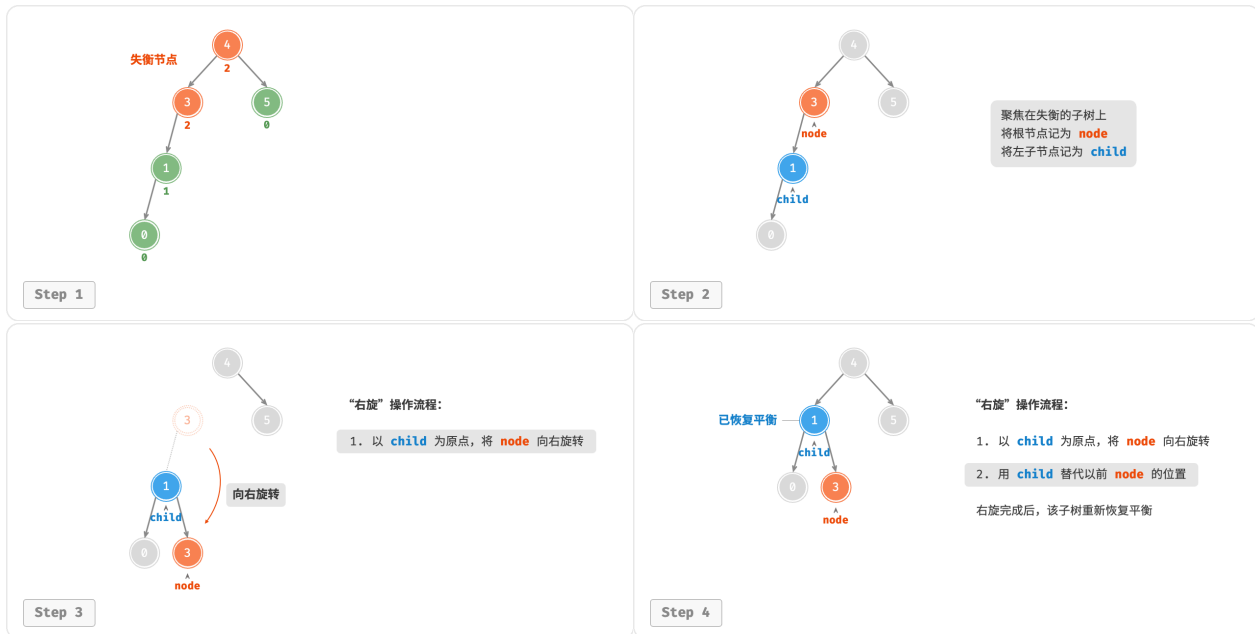 4
失衡节点
2
3
5
2
0
1
1
0
0
Step 1
4
3
5
node
聚焦在失衡的子树上
将根节点记为 node
将左子节点记为 child
1
child
0
Step 2
4
3
5
“右旋”操作流程：
1. 以 child 为原点，将 node 向右旋转
1
向右旋转
child
0
3
node
Step 3
4
已恢复平衡
1
5
child
0
3
node
“右旋”操作流程：
1. 以 child 为原点，将 node 向右旋转
2. 用 child 替代以前 node 的位置
右旋完成后，该子树重新恢复平衡
Step 4